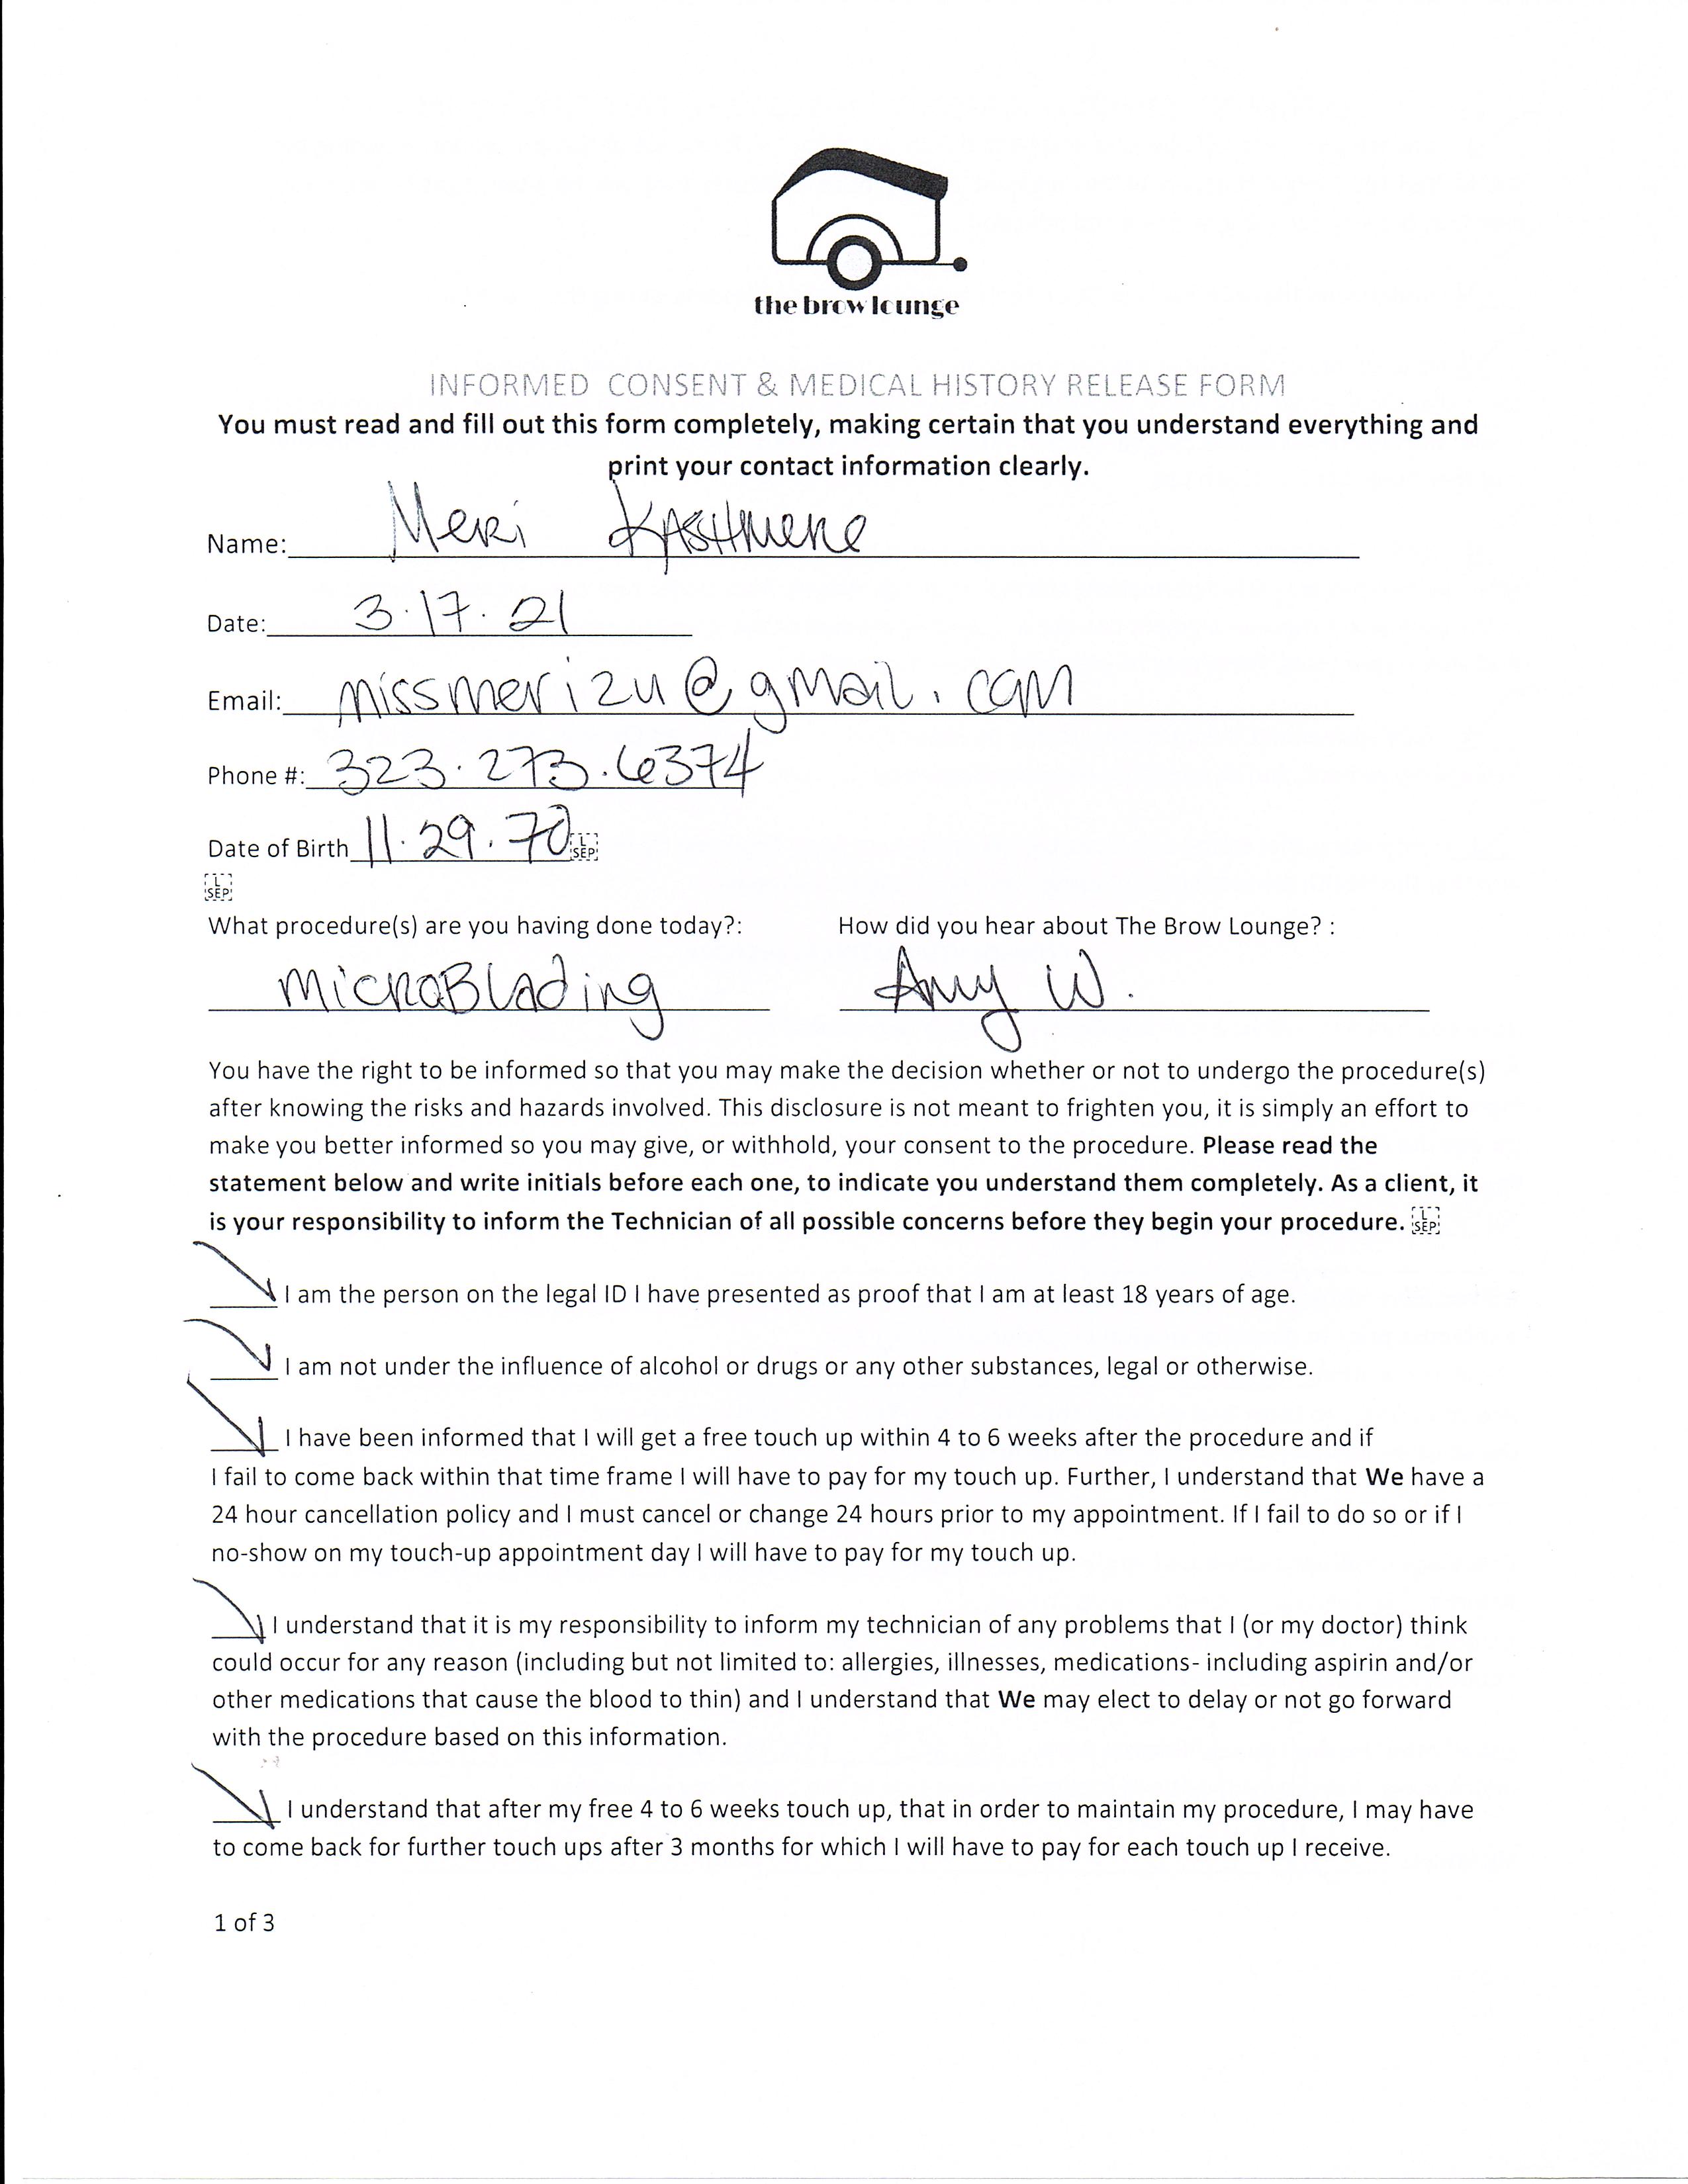 the brow lounge
INFORMED CONSENT & MEDICAL HISTORY RELEASE FORM
You must read and fill out this form completely, making certain that you understand everything and
print your contact information clearly.
Name: Meri
Date: 3.17.21
Email: missmerizu@gmail.com
Phone #: 323.273.6374
Date of Birth 11.29.70 L SEP
L SEP
What procedure(s) are you having done today?: How did you hear about The Brow Lounge? :
MicroBlading Amy W.
You have the right to be informed so that you may make the decision whether or not to undergo the procedure(s)
after knowing the risks and hazards involved. This disclosure is not meant to frighten you, it is simply an effort to
make you better informed so you may give, or withhold, your consent to the procedure. Please read the
statement below and write initials before each one, to indicate you understand them completely. As a client, it
is your responsibility to inform the Technician of all possible concerns before they begin your procedure. L SEP
I am the person on the legal ID I have presented as proof that I am at least 18 years of age.
I am not under the influence of alcohol or drugs or any other substances, legal or otherwise.
I have been informed that I will get a free touch up within 4 to 6 weeks after the procedure and if
I fail to come back within that time frame I will have to pay for my touch up. Further, I understand that We have a
24 hour cancellation policy and I must cancel or change 24 hours prior to my appointment. If I fail to do so or if I
no-show on my touch-up appointment day I will have to pay for my touch up.
I understand that it is my responsibility to inform my technician of any problems that I (or my doctor) think
could occur for any reason (including but not limited to: allergies, illnesses, medications- including aspirin and/or
other medications that cause the blood to thin) and I understand that We may elect to delay or not go forward
with the procedure based on this information.
I understand that after my free 4 to 6 weeks touch up, that in order to maintain my procedure, I may have
to come back for further touch ups after 3 months for which I will have to pay for each touch up I receive.
1 of 3